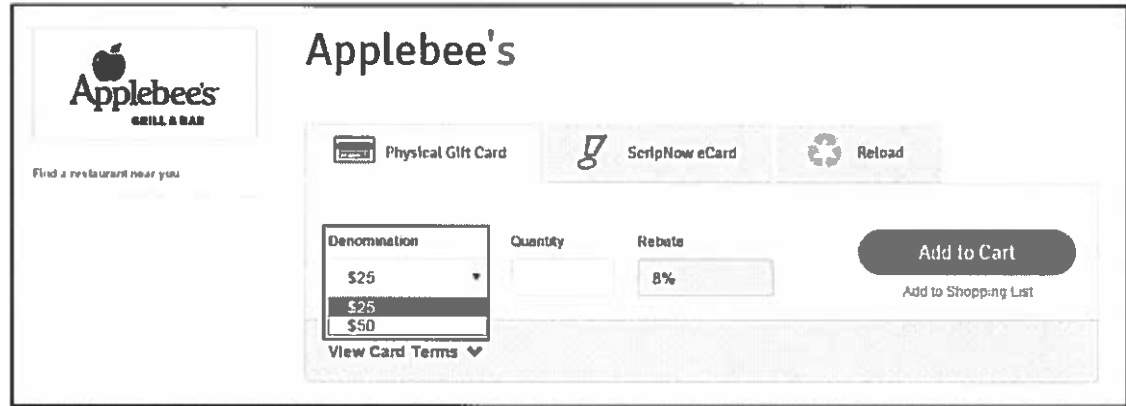 Applebee's
GRILL & BAR
Find a restaurant near you
Applebee's
Physical Gift Card
ScripNow eCard
Reload
Denomination
Quantity
Rebate
$25
8%
Add to Cart
$25
$50
Add to Shopping List
View Card Terms